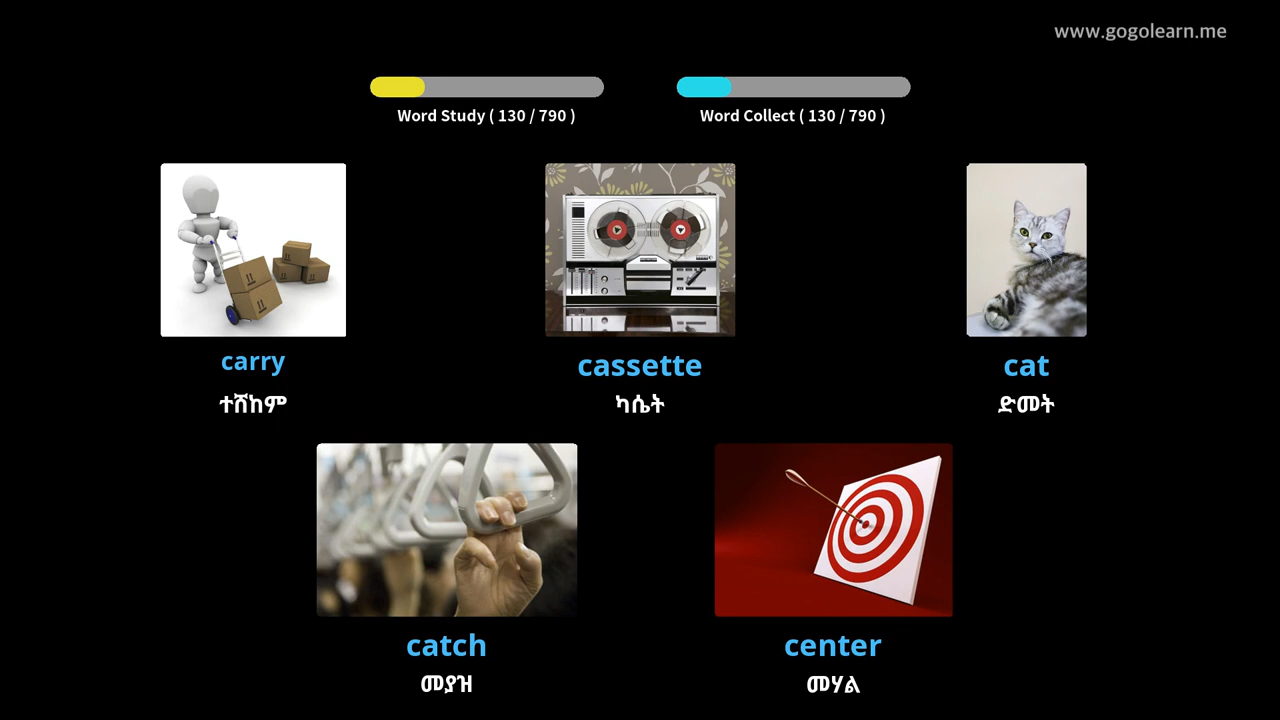 www.gogolearn.me
Word Study ( 130 / 790 )
Word Collect ( 130 / 790 )
carry
ተሸከም
cassette
ካሴት
cat
ድመት
catch
መያዝ
center
መሃል